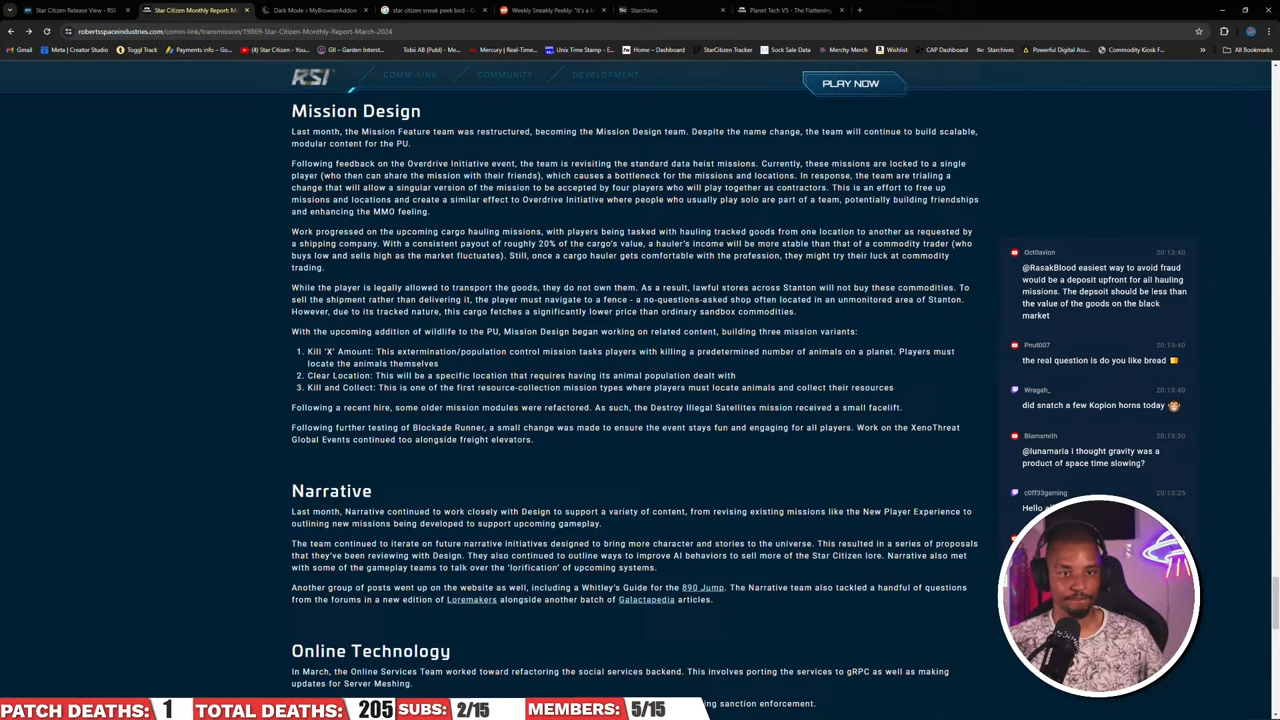 Star Citizen Release View - RSI
Star Citizen Monthly Report: M
Dark Mode :: MyBrowserAddon
star citizen sneak peek bird - G
Weekly Sneakly Peekly: "It's a b
Starchives
Planet Tech V5 - The Flattening
robertsspaceindustries.com/comm-link/transmission/19869-Star-Citizen-Monthly-Report-March-2024
Gmail
Meta | Creator Studio
Toggl Track
Payments info – Go...
(4) Star Citizen - You...
GII – Garden Interest...
Tobii AB (Publ) - Me...
Mercury | Real-Time...
Unix Time Stamp - E...
Home – Dashboard
StarCitizen Tracker
Sock Sale Data
Merchy Merch
Wishlist
CAP Dashboard
Starchives
Powerful Digital Ass...
Commodity Kiosk F...
All Bookmarks
RSI
COMM-LINK
COMMUNITY
DEVELOPMENT
PLAY NOW
Mission Design
Last month, the Mission Feature team was restructured, becoming the Mission Design team. Despite the name change, the team will continue to build scalable,
modular content for the PU.
Following feedback on the Overdrive Initiative event, the team is revisiting the standard data heist missions. Currently, these missions are locked to a single
player (who then can share the mission with their friends), which causes a bottleneck for the missions and locations. In response, the team are trialing a
change that will allow a singular version of the mission to be accepted by four players who will play together as contractors. This is an effort to free up
missions and locations and create a similar effect to Overdrive Initiative where people who usually play solo are part of a team, potentially building friendships
and enhancing the MMO feeling.
Work progressed on the upcoming cargo hauling missions, with players being tasked with hauling tracked goods from one location to another as requested by
a shipping company. With a consistent payout of roughly 20% of the cargo's value, a hauler's income will be more stable than that of a commodity trader (who
buys low and sells high as the market fluctuates). Still, once a cargo hauler gets comfortable with the profession, they might try their luck at commodity
trading.
While the player is legally allowed to transport the goods, they do not own them. As a result, lawful stores across Stanton will not buy these commodities. To
sell the shipment rather than delivering it, the player must navigate to a fence - a no-questions-asked shop often located in an unmonitored area of Stanton.
However, due to its tracked nature, this cargo fetches a significantly lower price than ordinary sandbox commodities.
With the upcoming addition of wildlife to the PU, Mission Design began working on related content, building three mission variants:
1. Kill 'X' Amount: This extermination/population control mission tasks players with killing a predetermined number of animals on a planet. Players must
locate the animals themselves
2. Clear Location: This will be a specific location that requires having its animal population dealt with
3. Kill and Collect: This is one of the first resource-collection mission types where players must locate animals and collect their resources
Following a recent hire, some older mission modules were refactored. As such, the Destroy Illegal Satellites mission received a small facelift.
Following further testing of Blockade Runner, a small change was made to ensure the event stays fun and engaging for all players. Work on the XenoThreat
Global Events continued too alongside freight elevators.
Narrative
Last month, Narrative continued to work closely with Design to support a variety of content, from revising existing missions like the New Player Experience to
outlining new missions being developed to support upcoming gameplay.
The team continued to iterate on future narrative initiatives designed to bring more character and stories to the universe. This resulted in a series of proposals
that they've been reviewing with Design. They also continued to outline ways to improve AI behaviors to sell more of the Star Citizen lore. Narrative also met
with some of the gameplay teams to talk over the 'lorification' of upcoming systems.
Another group of posts went up on the website as well, including a Whitley's Guide for the 890 Jump. The Narrative team also tackled a handful of questions
from the forums in a new edition of Loremakers alongside another batch of Galactapedia articles.
Online Technology
In March, the Online Services Team worked toward refactoring the social services backend. This involves porting the services to gRPC as well as making
updates for Server Meshing.
ing sanction enforcement.
Oct0avion 20:13:40
@RasakBlood easiest way to avoid fraud
would be a deposit upfront for all hauling
missions. The depsoit should be less than
the value of the goods on the black
market
Pnut007 20:13:40
the real question is do you like bread
Wragah_ 20:13:40
did snatch a few Kopion horns today
Blamsmith 20:13:30
@lunamaria i thought gravity was a
product of space time slowing?
c0ff33gaming 20:13:25
PATCH DEATHS: 1
TOTAL DEATHS: 205
SUBS: 2/15
MEMBERS: 5/15